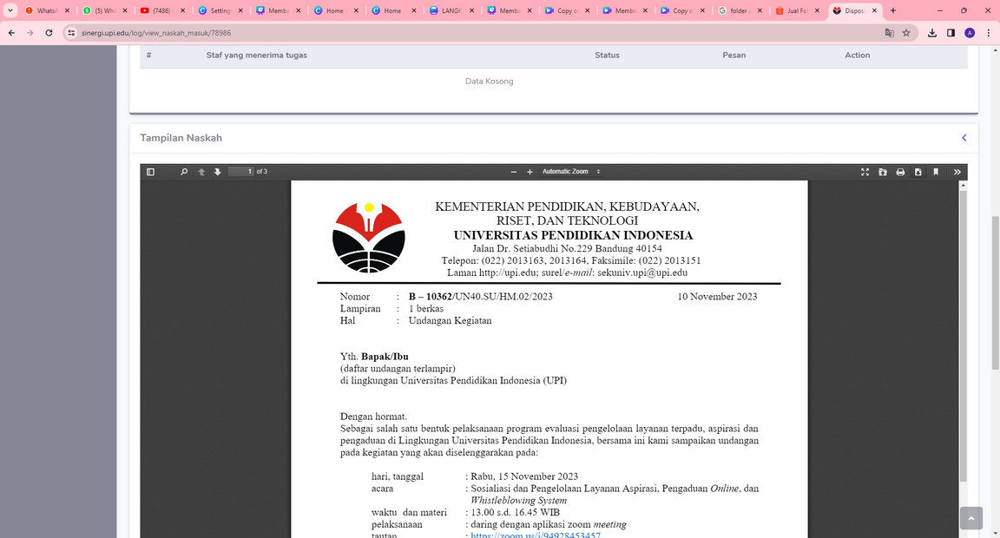 WhatsA
(5) Wha
(7486)
Setting
Membe
Home -
Home -
LANGK
Membe
Copy o
Membe
Copy o
folder a
Jual Fol
Dispos
sinergi.upi.edu/log/view_naskah_masuk/78986
A
# Staf yang menerima tugas Status Pesan Action
Data Kosong
Tampilan Naskah
1 of 3 Automatic Zoom
KEMENTERIAN PENDIDIKAN, KEBUDAYAAN,
RISET, DAN TEKNOLOGI
UNIVERSITAS PENDIDIKAN INDONESIA
Jalan Dr. Setiabudhi No.229 Bandung 40154
Telepon: (022) 2013163, 2013164, Faksimile: (022) 2013151
Laman http://upi.edu; surel/e-mail: sekuniv.upi@upi.edu
Nomor : B – 10362/UN40.SU/HM.02/2023 10 November 2023
Lampiran : 1 berkas
Hal : Undangan Kegiatan
Yth. Bapak/Ibu
(daftar undangan terlampir)
di lingkungan Universitas Pendidikan Indonesia (UPI)
Dengan hormat.
Sebagai salah satu bentuk pelaksanaan program evaluasi pengelolaan layanan terpadu, aspirasi dan
pengaduan di Lingkungan Universitas Pendidikan Indonesia, bersama ini kami sampaikan undangan
pada kegiatan yang akan diselenggarakan pada:
hari, tanggal : Rabu, 15 November 2023
acara : Sosialiasi dan Pengelolaan Layanan Aspirasi, Pengaduan Online, dan
Whistleblowing System
waktu dan materi : 13.00 s.d. 16.45 WIB
pelaksanaan : daring dengan aplikasi zoom meeting
tautan : https://zoom.us/j/94928453457